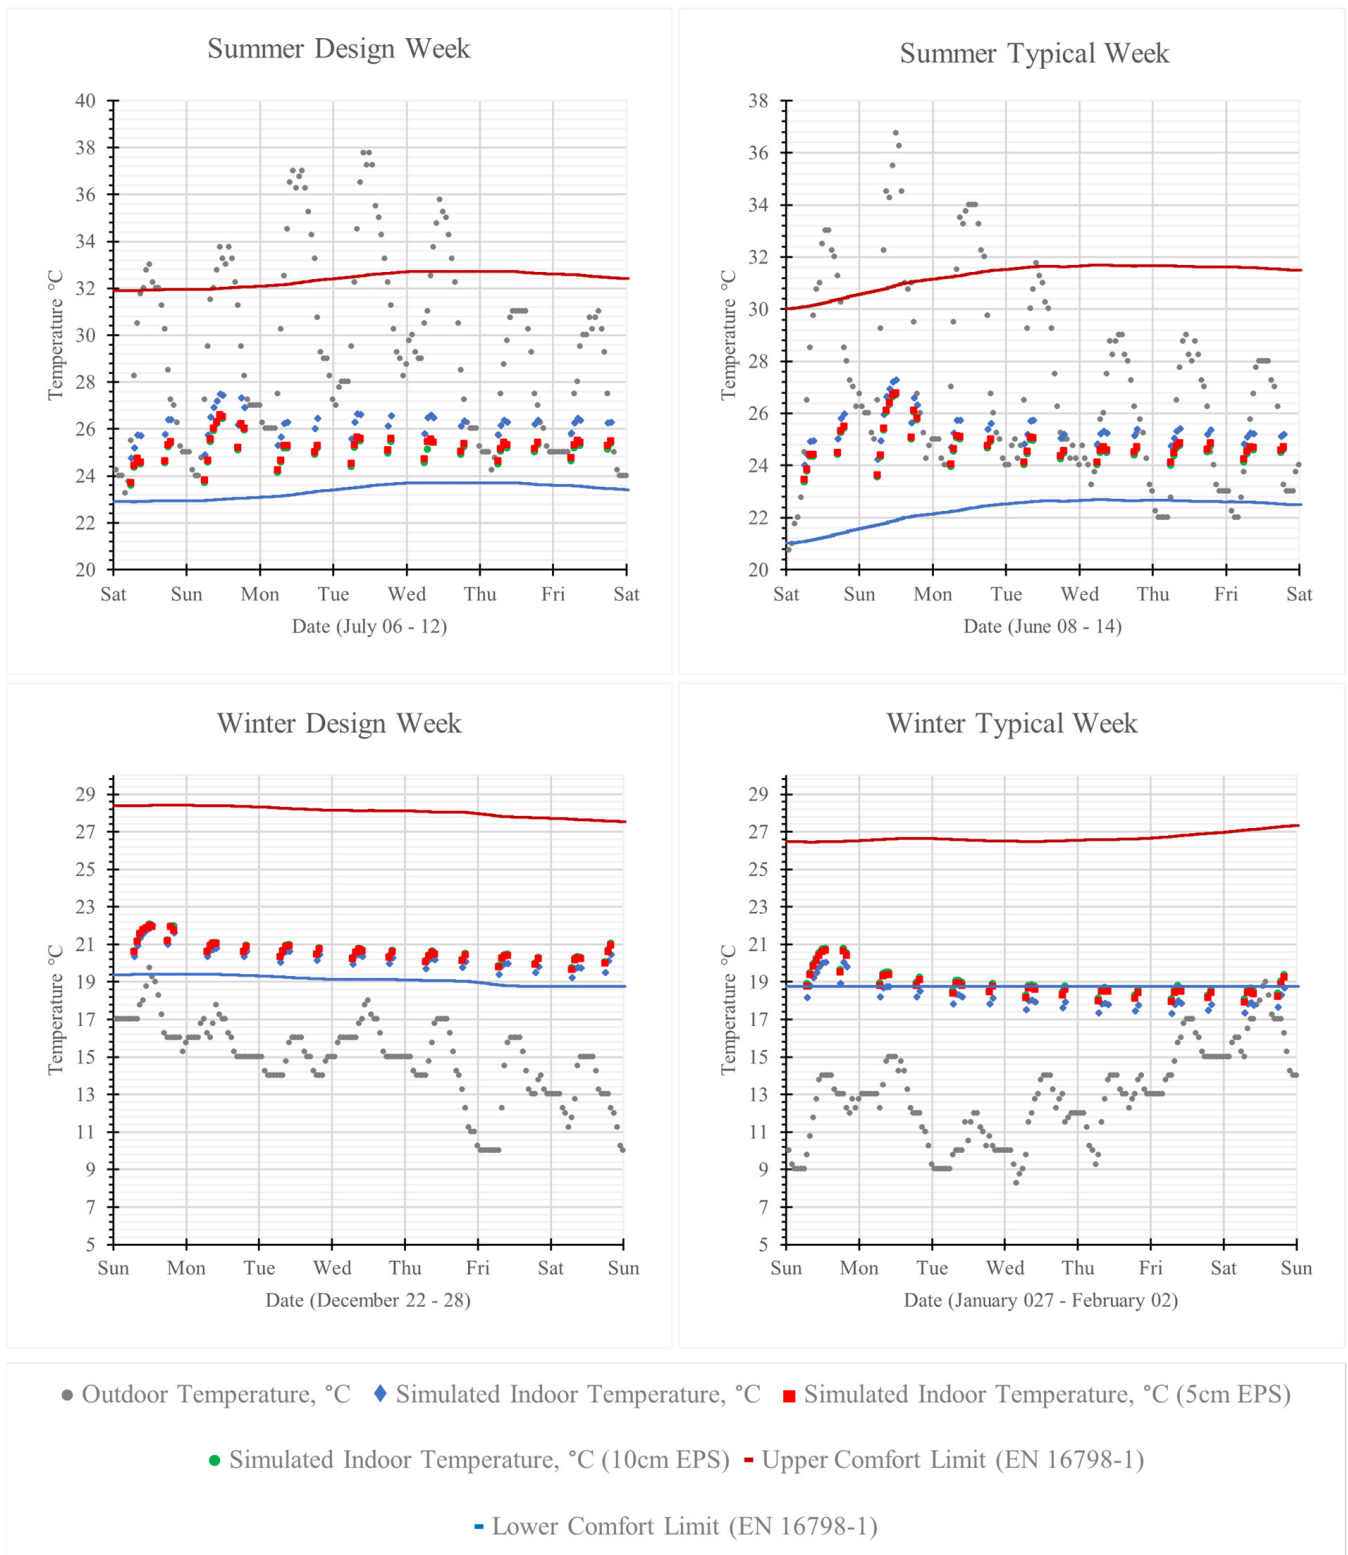 Summer Design Week
40
38
36
34
32
30
28
26
24
22
20
Temperature °C
Sat Sun Mon Tue Wed Thu Fri Sat
Date (July 06 - 12)
Summer Typical Week
38
36
34
32
30
28
26
24
22
20
Temperature °C
Sat Sun Mon Tue Wed Thu Fri Sat
Date (June 08 - 14)
Winter Design Week
29
27
25
23
21
19
17
15
13
11
9
7
5
Temperature °C
Sun Mon Tue Wed Thu Fri Sat Sun
Date (December 22 - 28)
Winter Typical Week
29
27
25
23
21
19
17
15
13
11
9
7
5
Temperature °C
Sun Mon Tue Wed Thu Fri Sat Sun
Date (January 027 - February 02)
Outdoor Temperature, °C Simulated Indoor Temperature, °C Simulated Indoor Temperature, °C (5cm EPS)
Simulated Indoor Temperature, °C (10cm EPS) Upper Comfort Limit (EN 16798-1)
Lower Comfort Limit (EN 16798-1)